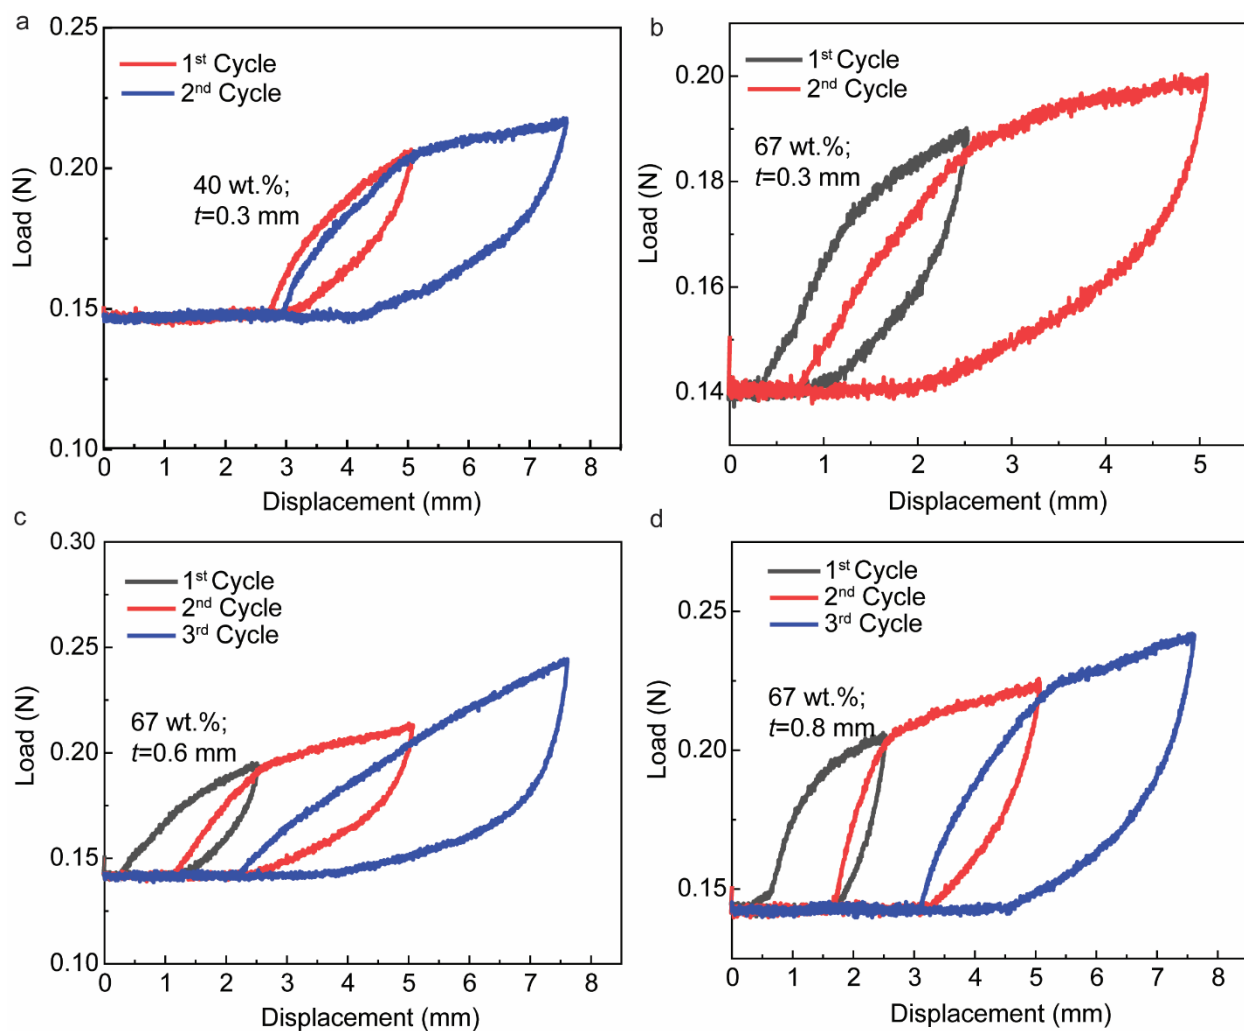 a
0.25
0.20
0.15
0.10
Load (N)
1st Cycle
2nd Cycle
40 wt.%;
t=0.3 mm
0 1 2 3 4 5 6 7 8
Displacement (mm)
b
0.20
0.18
0.16
0.14
Load (N)
1st Cycle
2nd Cycle
67 wt.%;
t=0.3 mm
0 1 2 3 4 5
Displacement (mm)
c
0.30
0.25
0.20
0.15
0.10
Load (N)
1st Cycle
2nd Cycle
3rd Cycle
67 wt.%;
t=0.6 mm
0 1 2 3 4 5 6 7 8
Displacement (mm)
d
0.25
0.20
0.15
Load (N)
1st Cycle
2nd Cycle
3rd Cycle
67 wt.%;
t=0.8 mm
0 1 2 3 4 5 6 7 8
Displacement (mm)